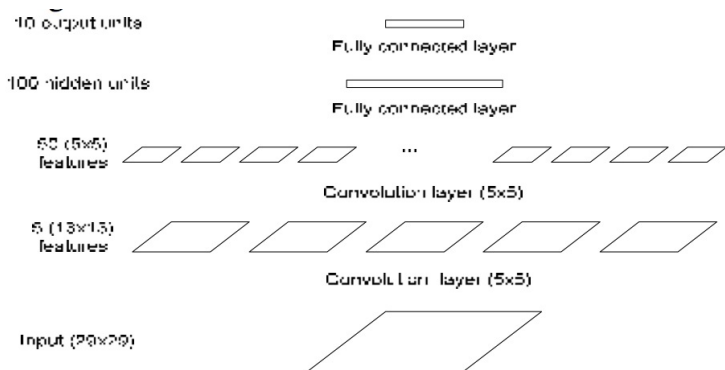 10 output units
Fully connected layer
100 hidden units
Fully connected layer
50 (5x5)
features
...
Convolution layer (5x5)
5 (13x13)
features
Convolution layer (5x5)
Input (29x29)